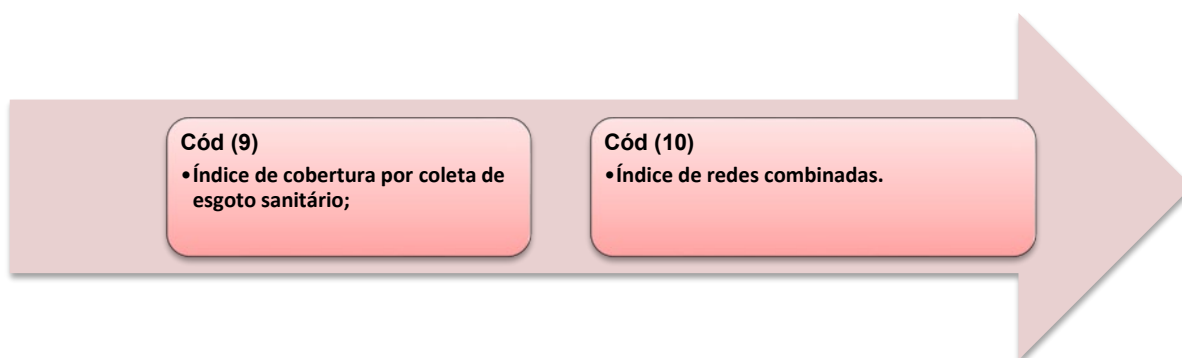 Cód (9)
•Índice de cobertura por coleta de
esgoto sanitário;
Cód (10)
•Índice de redes combinadas.